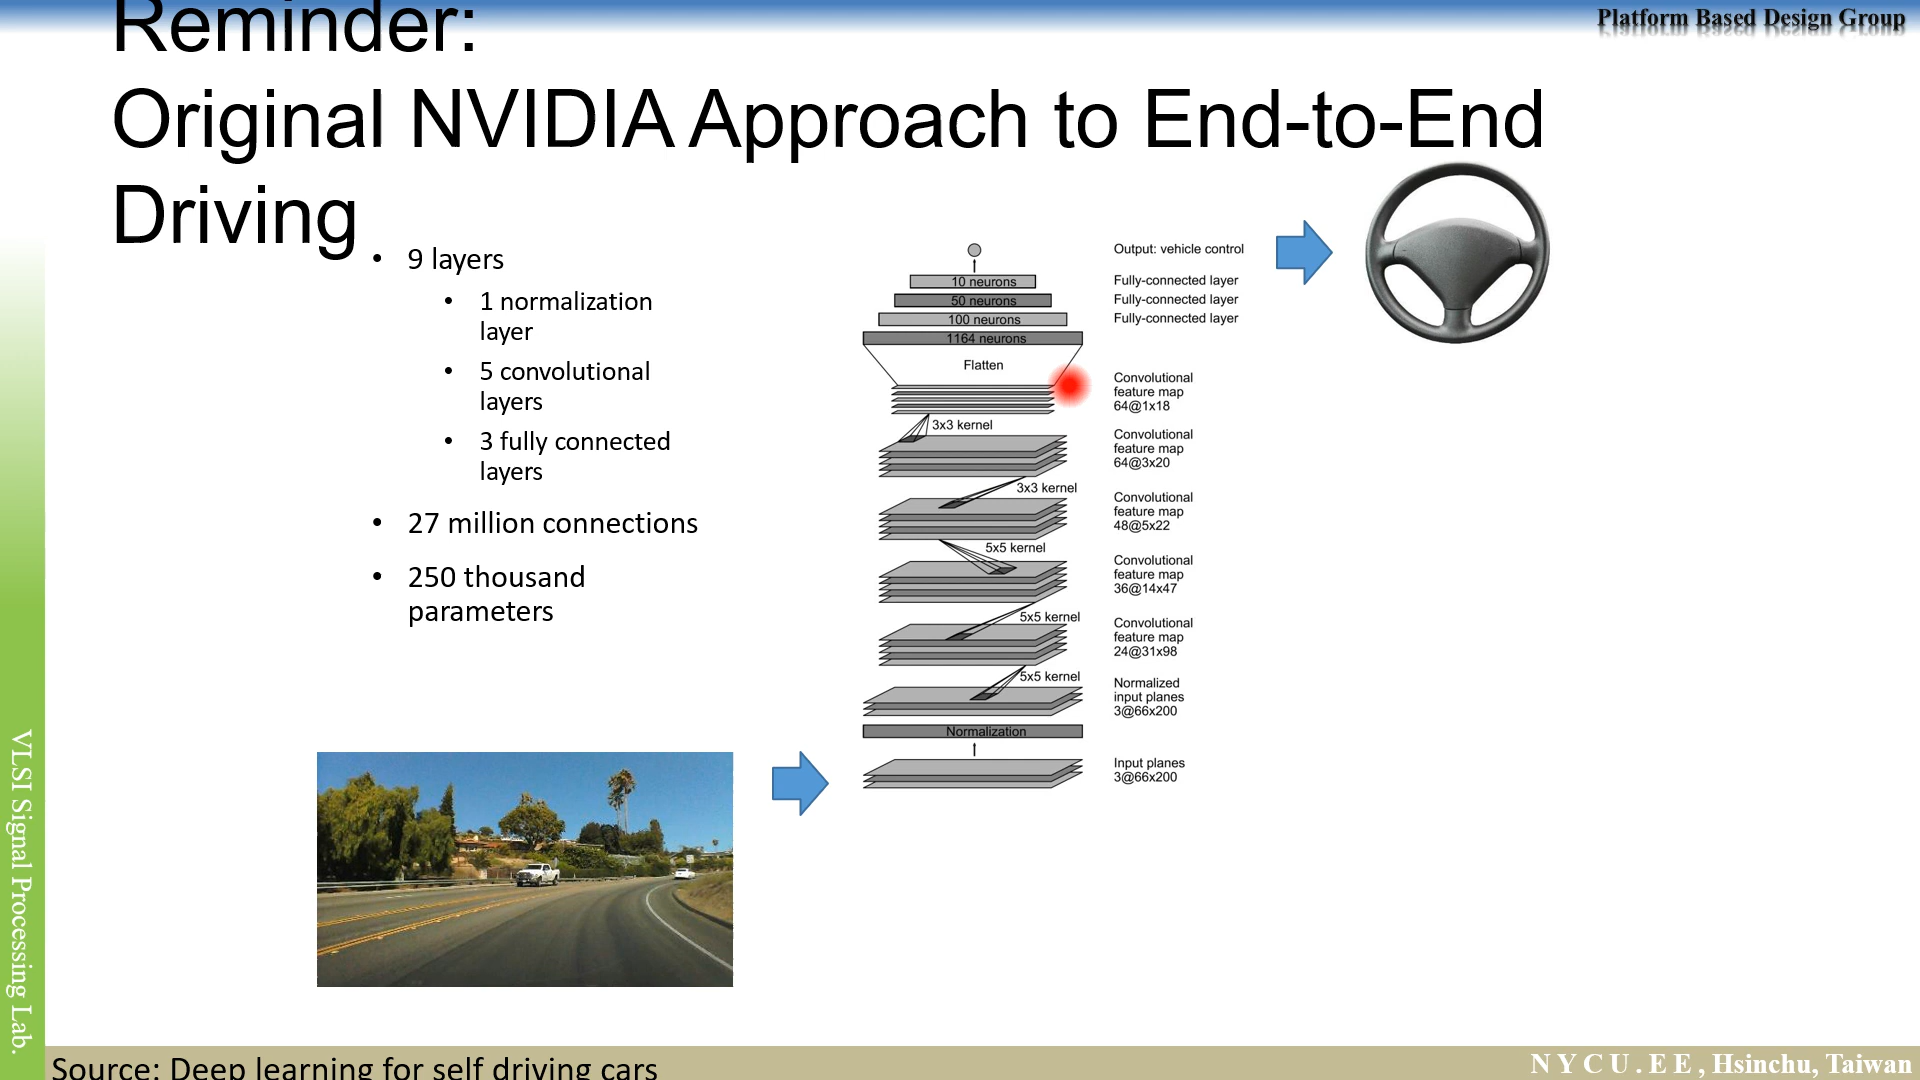 Platform Based Design Group
Reminder:
Original NVIDIA Approach to End-to-End
Driving
• 9 layers
• 1 normalization
layer
• 5 convolutional
layers
• 3 fully connected
layers
• 27 million connections
• 250 thousand
parameters
Output: vehicle control
10 neurons
Fully-connected layer
50 neurons
Fully-connected layer
100 neurons
Fully-connected layer
1164 neurons
Flatten
Convolutional
feature map
64@1x18
3x3 kernel
Convolutional
feature map
64@3x20
3x3 kernel
Convolutional
feature map
48@5x22
5x5 kernel
Convolutional
feature map
36@14x47
5x5 kernel
Convolutional
feature map
24@31x98
5x5 kernel
Normalized
input planes
3@66x200
Normalization
Input planes
3@66x200
VLSI Signal Processing Lab.
Source: Deep learning for self driving cars
N Y C U . E E , Hsinchu, Taiwan